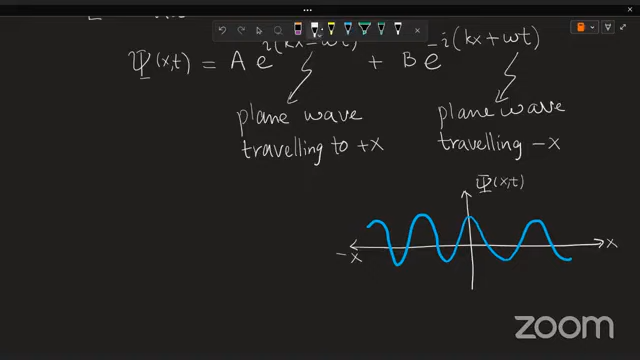 Ψ(x,t) = A e^{i(kx-ωt)} + B e^{-i(kx+ωt)}
plane wave
travelling to +x
plane wave
travelling -x
Ψ(x,t)
-x
x
zoom